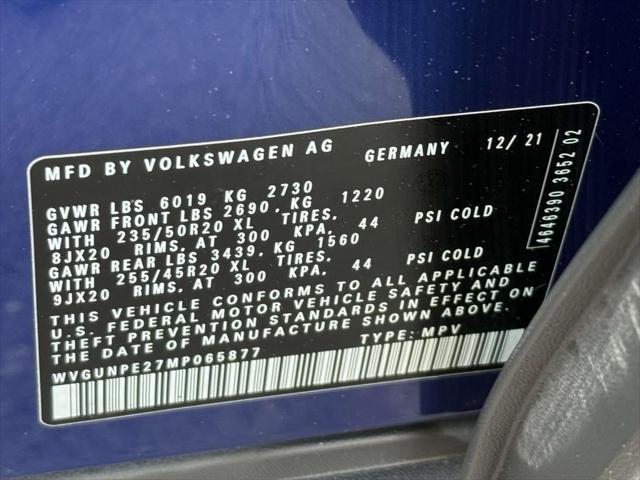 MFD BY VOLKSWAGEN AG GERMANY 12/ 21
GVWR LBS 6019 KG 2730
GAWR FRONT LBS 2690. KG 1220
WITH 235/50R20 XL TIRES.
8JX20 RIMS. AT 300 KPA. 44 PSI COLD
GAWR REAR LBS 3439. KG 1560
WITH 255/45R20 XL TIRES.
9JX20 RIMS. AT 300 KPA. 44 PSI COLD
THIS VEHICLE CONFORMS TO ALL APPLICABLE
U.S. FEDERAL MOTOR VEHICLE SAFETY AND
THEFT PREVENTION STANDARDS IN EFFECT ON
THE DATE OF MANUFACTURE SHOWN ABOVE.
WVGUNPE27MP065877 TYPE: MPV
4646390 3652 02